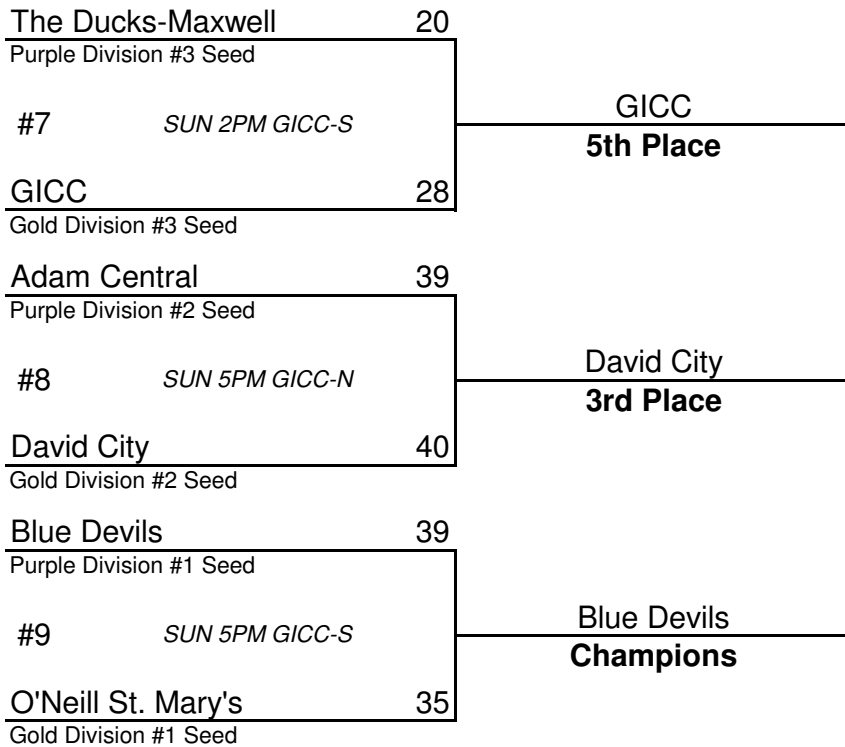 The Ducks-Maxwell 20
Purple Division #3 Seed
#7 SUN 2PM GICC-S
GICC
5th Place
GICC 28
Gold Division #3 Seed
Adam Central 39
Purple Division #2 Seed
#8 SUN 5PM GICC-N
David City
3rd Place
David City 40
Gold Division #2 Seed
Blue Devils 39
Purple Division #1 Seed
#9 SUN 5PM GICC-S
Blue Devils
Champions
O'Neill St. Mary's 35
Gold Division #1 Seed